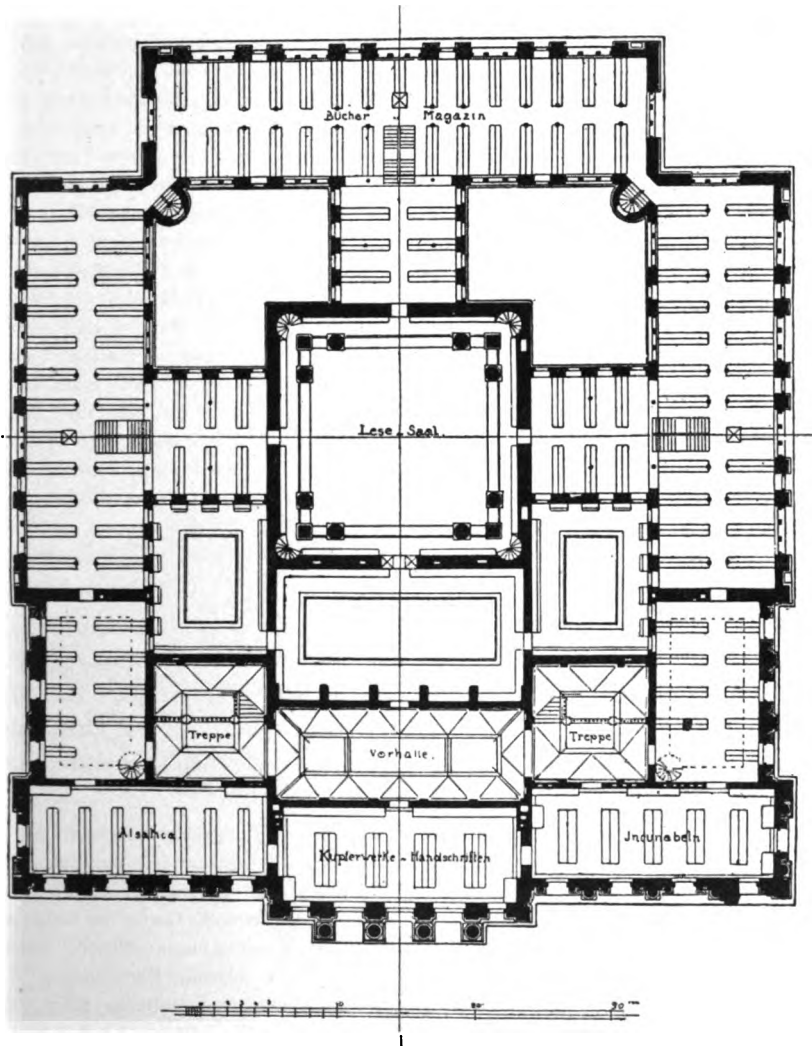 Bücher - Magazin
Lese-Saal.
Treppe
Vorhalle.
Treppe
Alsatica.
Kupferwerke - Handschriften
Incunabeln
10 20 30 m